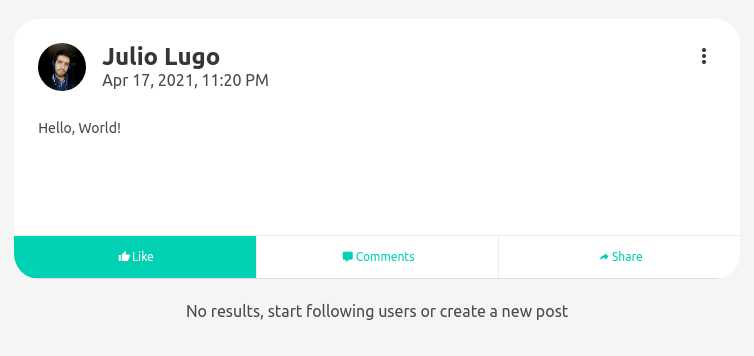 Julio Lugo
Apr 17, 2021, 11:20 PM
Hello, World!
Like
Comments
Share
No results, start following users or create a new post